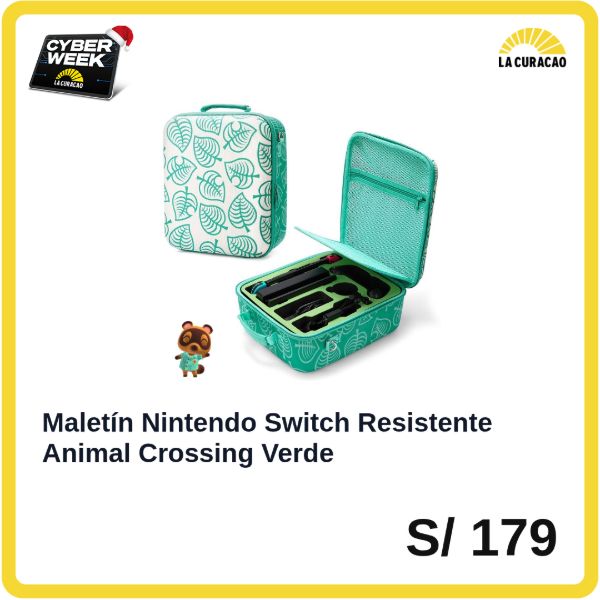 CYBER
WEEK
LA CURACAO
LA CURACAO
Maletín Nintendo Switch Resistente
Animal Crossing Verde
S/ 179